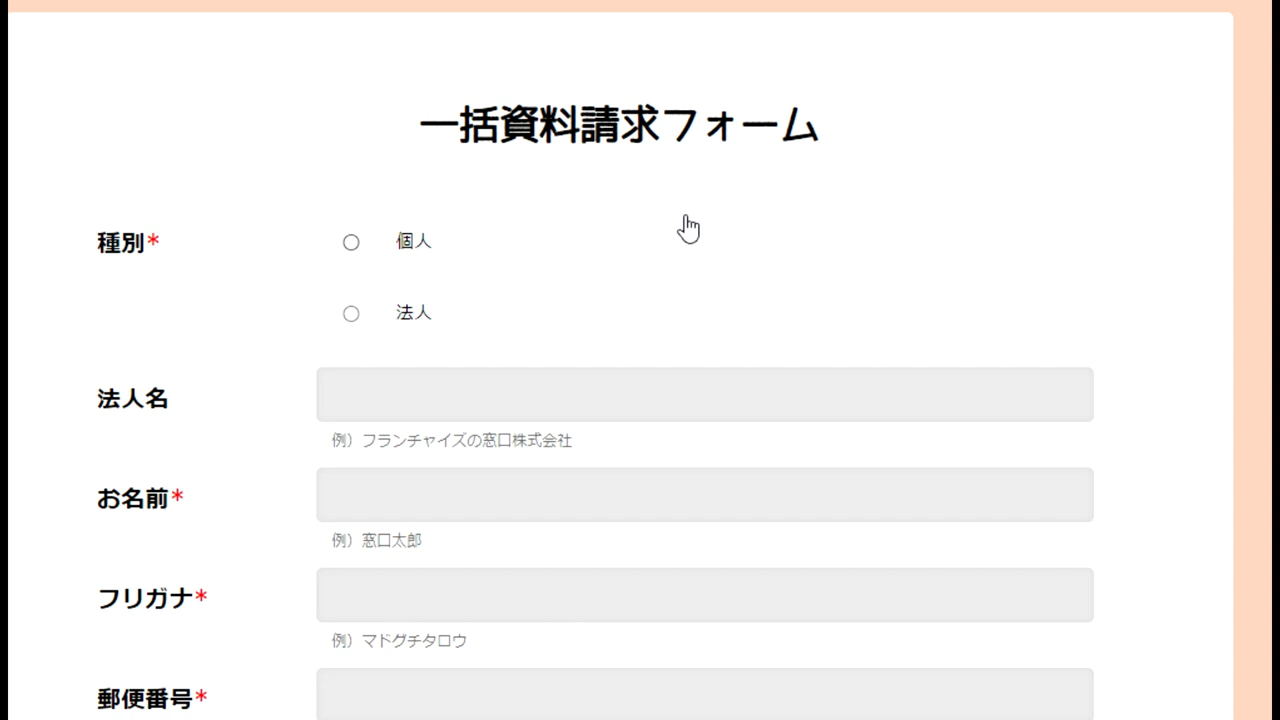 一括資料請求フォーム
種別*
個人
法人
法人名
例）フランチャイズの窓口株式会社
お名前*
例）窓口太郎
フリガナ*
例）マドグチタロウ
郵便番号*